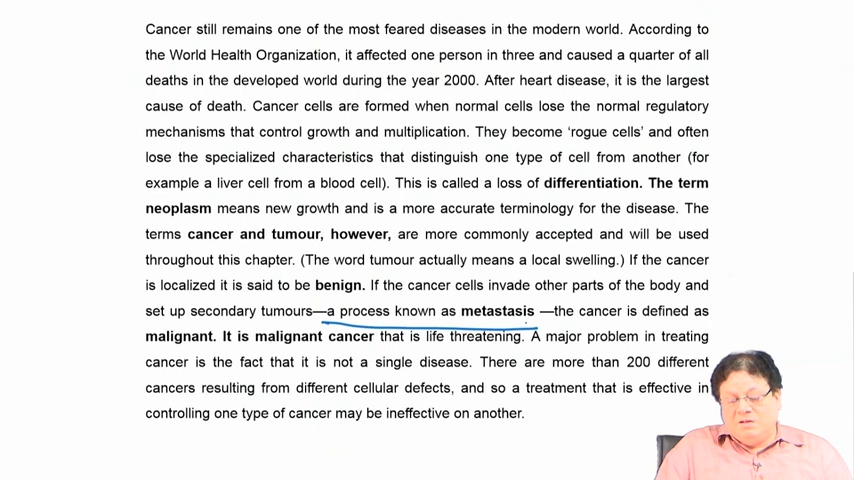 Cancer still remains one of the most feared diseases in the modern world. According to
the World Health Organization, it affected one person in three and caused a quarter of all
deaths in the developed world during the year 2000. After heart disease, it is the largest
cause of death. Cancer cells are formed when normal cells lose the normal regulatory
mechanisms that control growth and multiplication. They become ‘rogue cells’ and often
lose the specialized characteristics that distinguish one type of cell from another (for
example a liver cell from a blood cell). This is called a loss of differentiation. The term
neoplasm means new growth and is a more accurate terminology for the disease. The
terms cancer and tumour, however, are more commonly accepted and will be used
throughout this chapter. (The word tumour actually means a local swelling.) If the cancer
is localized it is said to be benign. If the cancer cells invade other parts of the body and
set up secondary tumours—a process known as metastasis —the cancer is defined as
malignant. It is malignant cancer that is life threatening. A major problem in treating
cancer is the fact that it is not a single disease. There are more than 200 different
cancers resulting from different cellular defects, and so a treatment that is effective in
controlling one type of cancer may be ineffective on another.